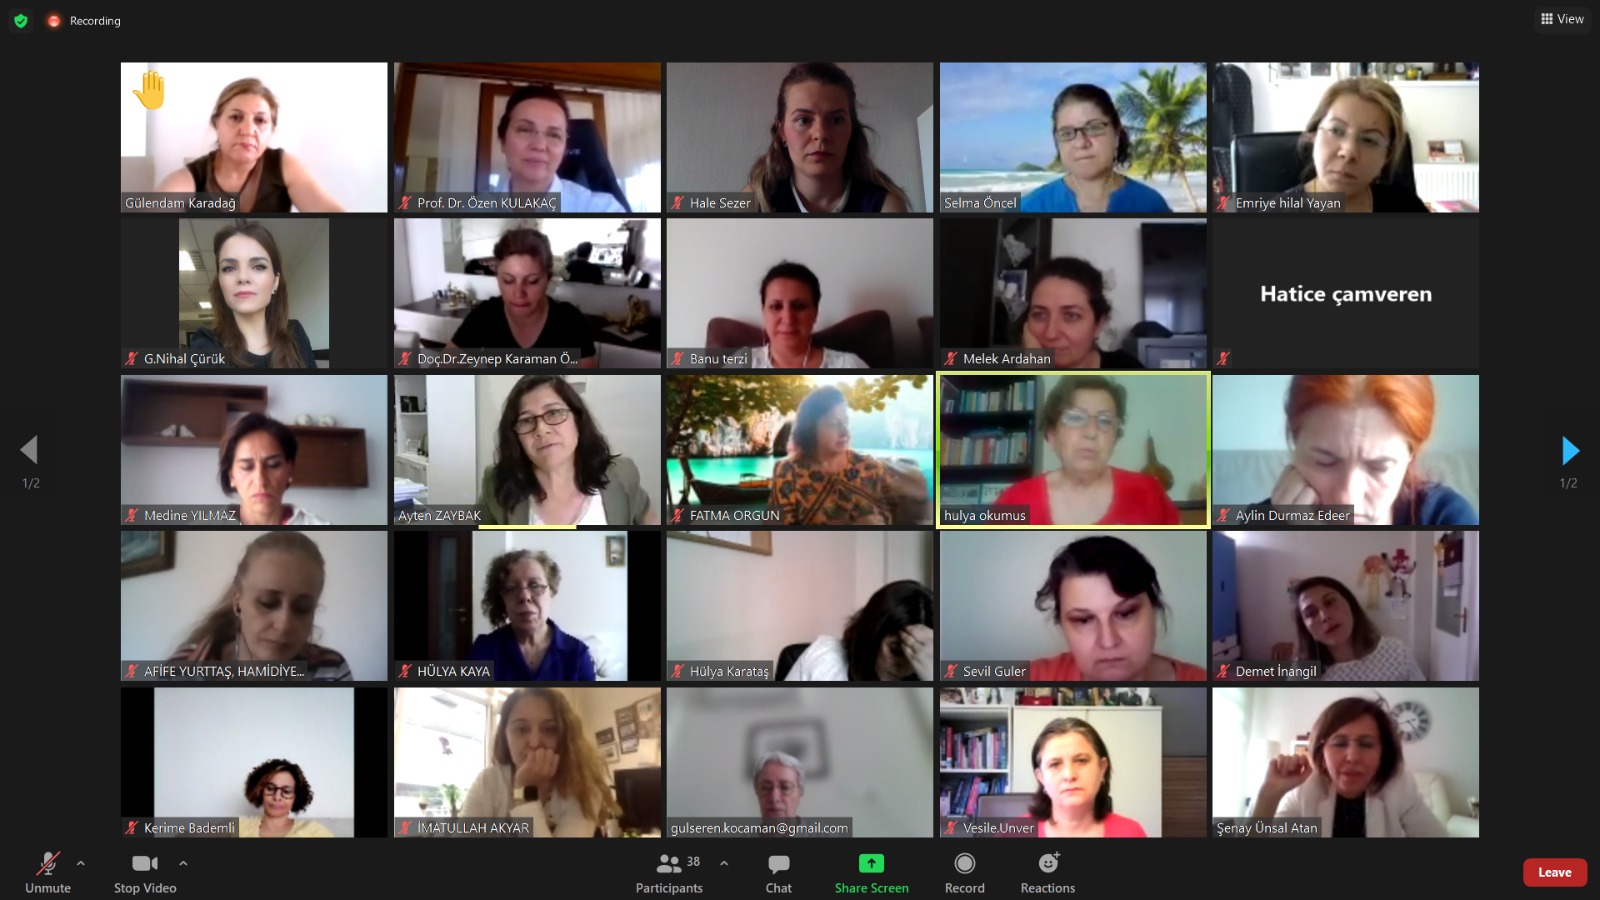 Recording
View
Gülendam Karadağ
Prof. Dr. Özen KULAKAÇ
Hale Sezer
Selma Öncel
Emriye hilal Yayan
G.Nihal Çürük
Doç.Dr.Zeynep Karaman Ö...
Banu terzi
Melek Ardahan
Hatice çamveren
Medine YILMAZ
Ayten ZAYBAK
FATMA ORGUN
hulya okumus
Aylin Durmaz Edeer
1/2
1/2
AFİFE YURTTAŞ, HAMİDİYE...
HÜLYA KAYA
Hülya Karataş
Sevil Guler
Demet İnangil
Kerime Bademli
İMATULLAH AKYAR
gulseren.kocaman@gmail.com
Vesile.Unver
Şenay Ünsal Atan
Unmute
Stop Video
Participants
38
Chat
Share Screen
Record
Reactions
Leave